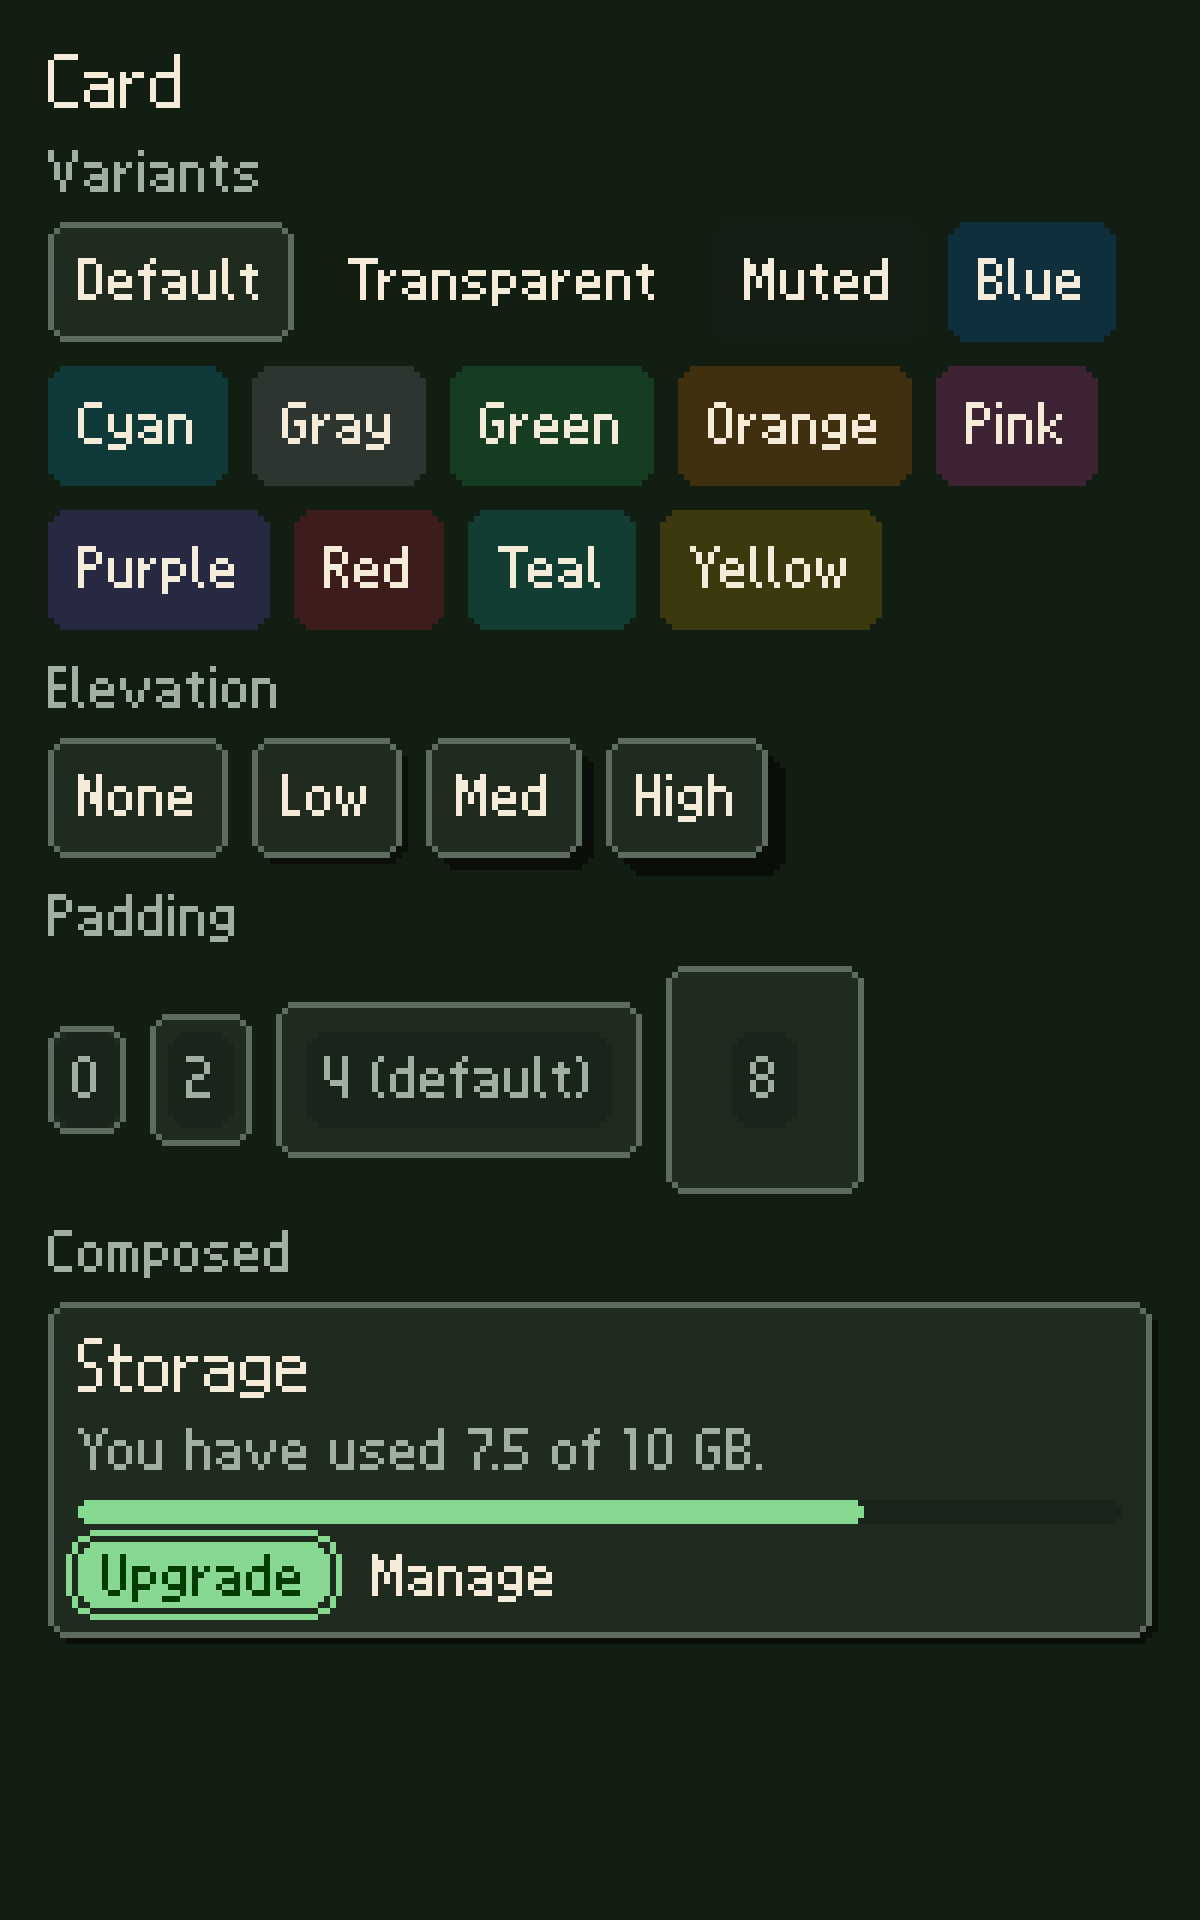 Card
Variants
Default Transparent Muted Blue
Cyan Gray Green Orange Pink
Purple Red Teal Yellow
Elevation
None Low Med High
Padding
0 2 4 (default) 8
Composed
Storage
You have used 7.5 of 10 GB.
Upgrade Manage